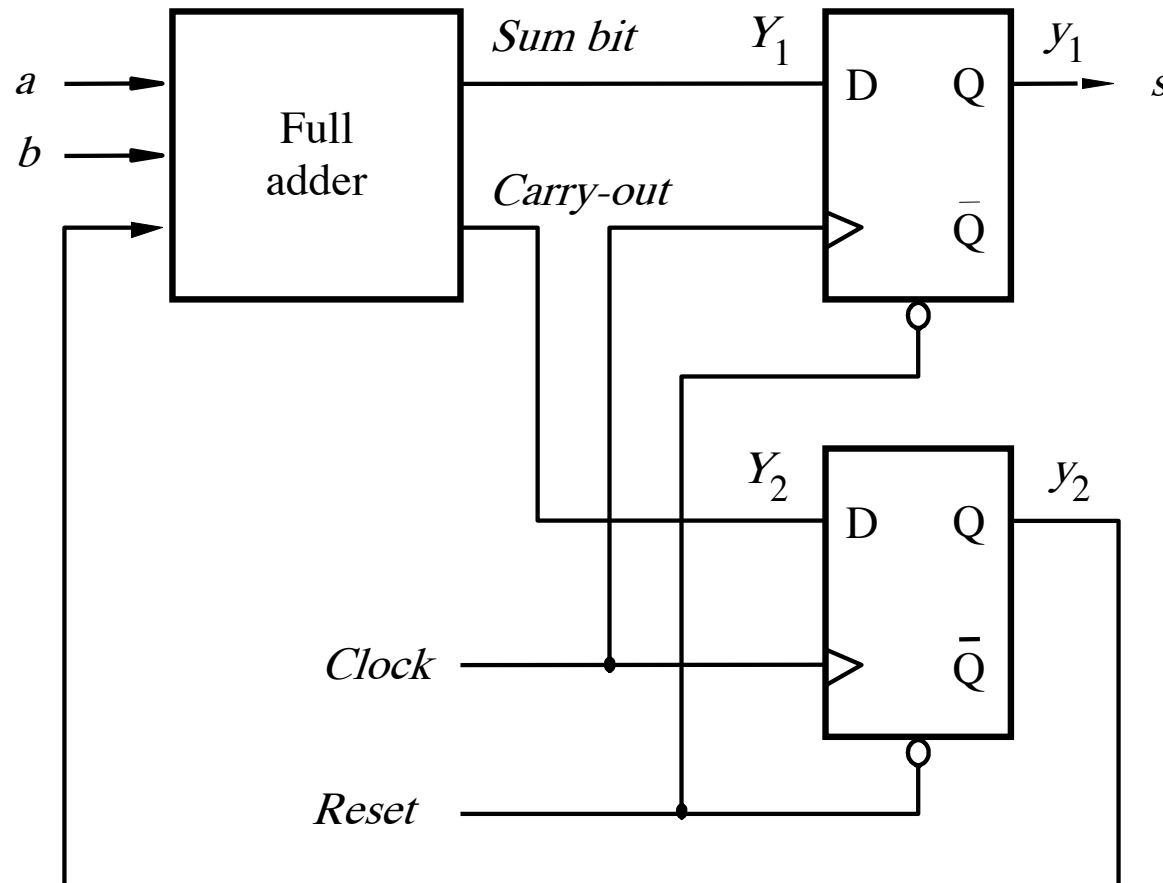 Sum bit
Y1
y1
a
D
Q
s
b
Full
adder
Carry-out
Q̅
Y2
y2
D
Q
Clock
Q̅
Reset